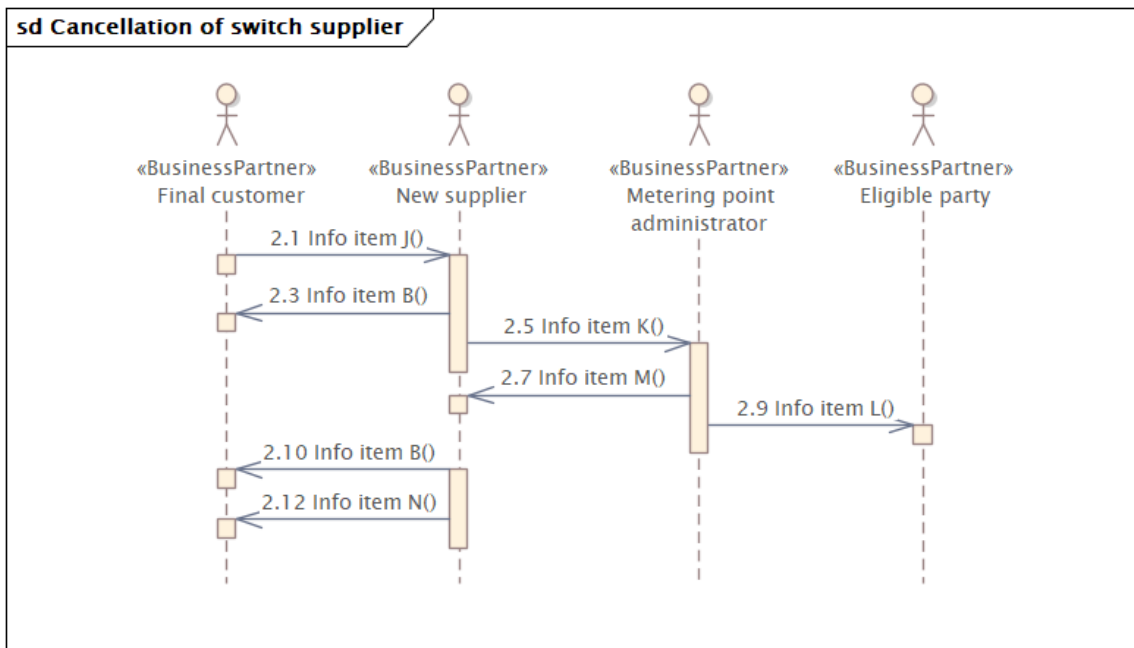 sd Cancellation of switch supplier
«BusinessPartner» «BusinessPartner» «BusinessPartner» «BusinessPartner»
Final customer New supplier Metering point Eligible party
administrator
2.1 Info item J()
2.3 Info item B()
2.5 Info item K()
2.7 Info item M()
2.9 Info item L()
2.10 Info item B()
2.12 Info item N()